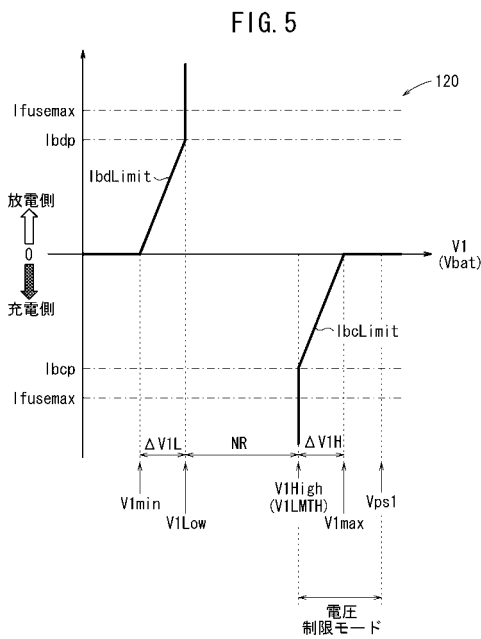 FIG. 5
120
Ifusemax
Ibdp
IbdLimit
放電側
0
充電側
V1
(Vbat)
IbcLimit
Ibcp
Ifusemax
ΔV1L
NR
ΔV1H
V1min
V1Low
V1High
(V1LMTH)
V1max
Vps1
電圧
制限モード